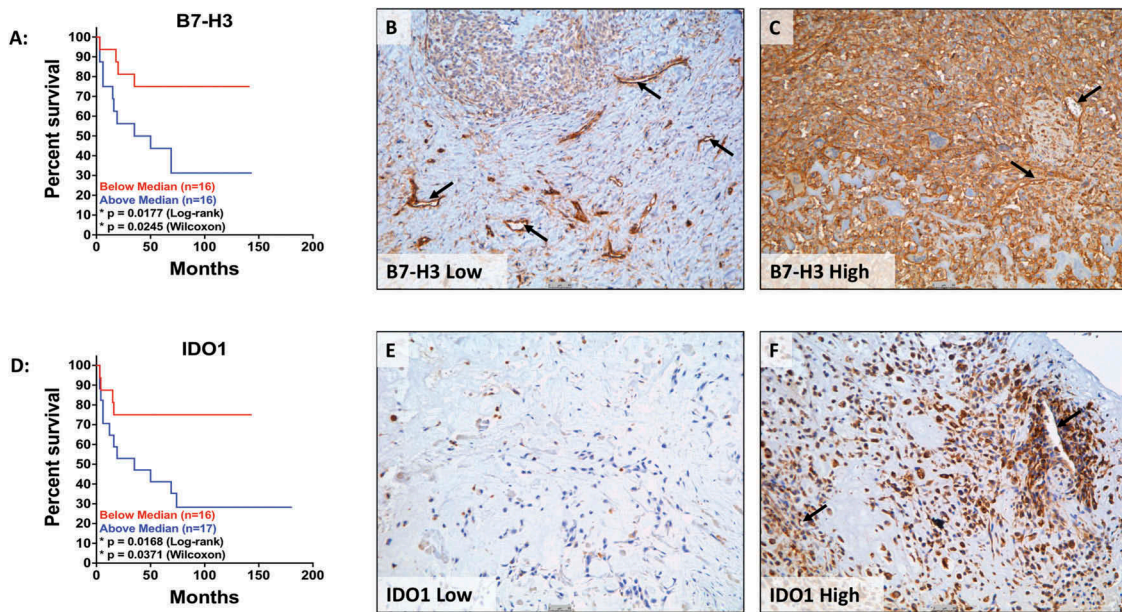 A:
B7-H3
Percent survival
100
90
80
70
60
50
40
30
20
10
0
Below Median (n=16)
Above Median (n=16)
* p = 0.0177 (Log-rank)
* p = 0.0245 (Wilcoxon)
0 50 100 150 200
Months
B
B7-H3 Low
C
B7-H3 High
D:
IDO1
Percent survival
100
90
80
70
60
50
40
30
20
10
0
Below Median (n=16)
Above Median (n=17)
* p = 0.0168 (Log-rank)
* p = 0.0371 (Wilcoxon)
0 50 100 150 200
Months
E
IDO1 Low
F
IDO1 High